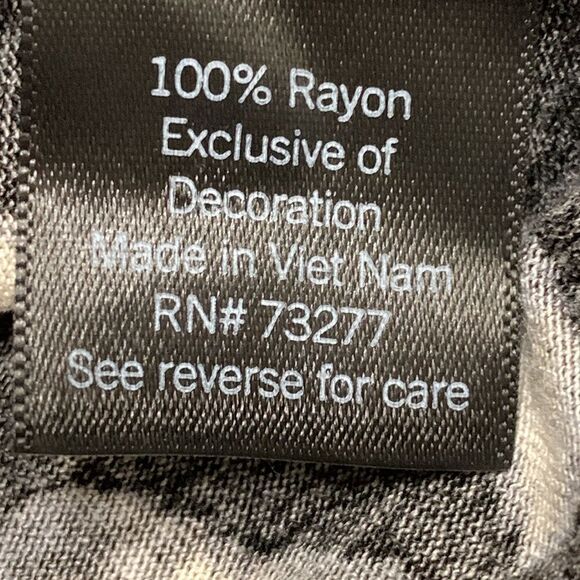 100% Rayon
Exclusive of
Decoration
Made in Viet Nam
RN# 73277
See reverse for care